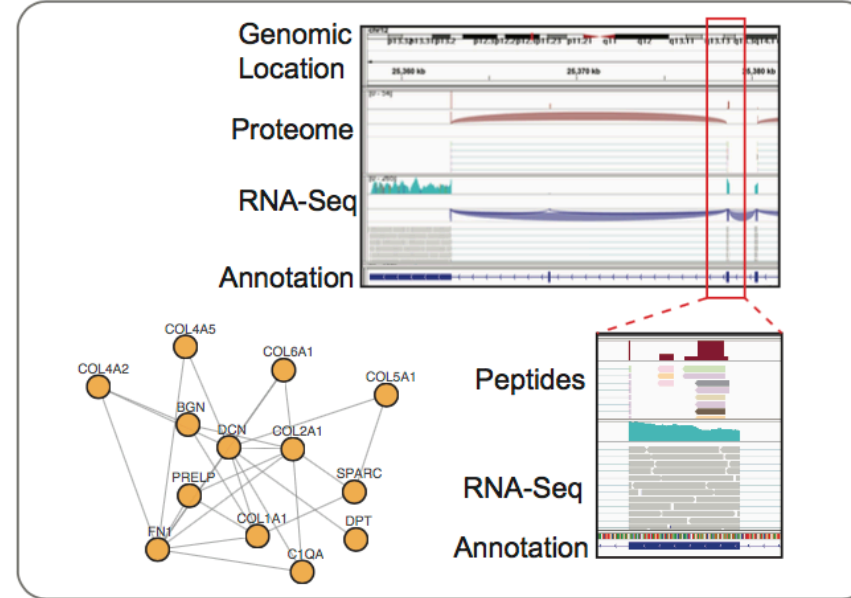 Genomic
Location
chr12
25,360 kb 25,370 kb 25,380 kb
Proteome
RNA-Seq
Annotation
COL4A5
COL6A1
COL4A2
COL5A1
BGN
DCN
COL2A1
PRELP
SPARC
COL1A1
DPT
FN1
C1QA
Peptides
RNA-Seq
Annotation